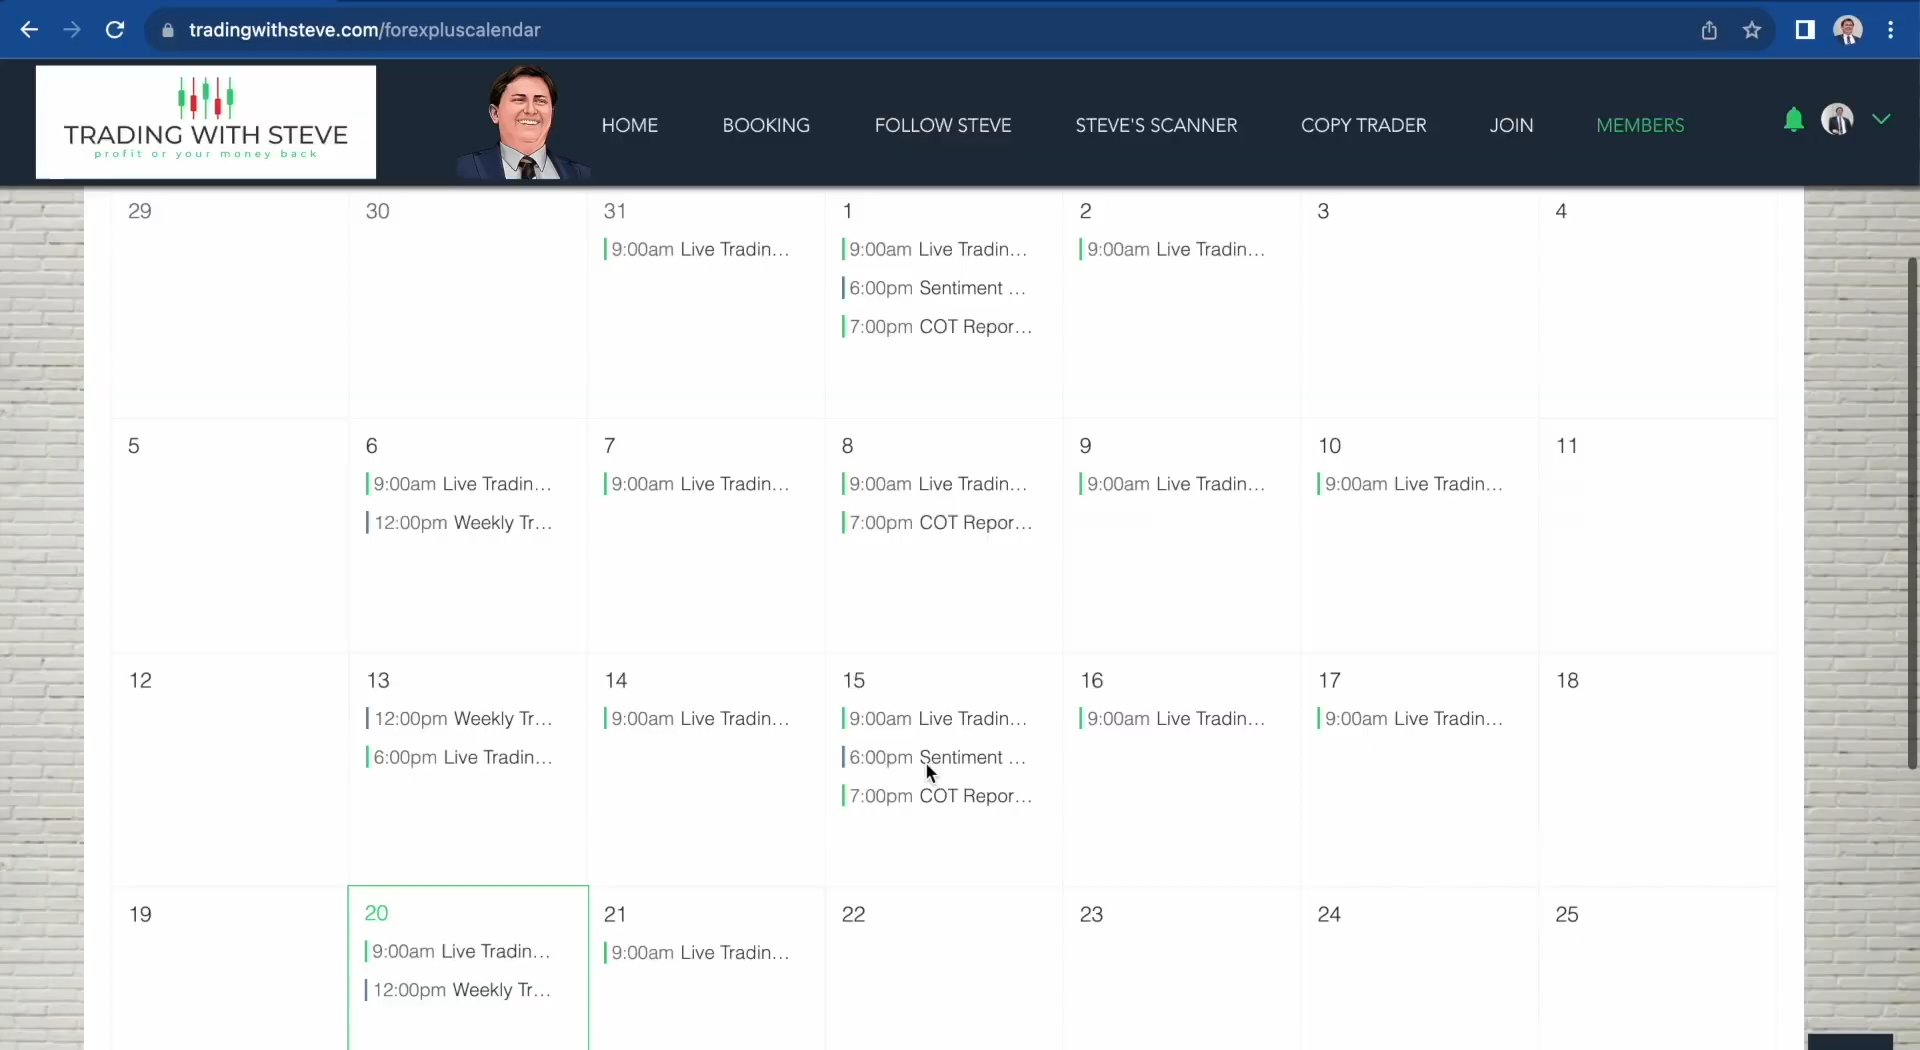 tradingwithsteve.com/forexpluscalendar
TRADING WITH STEVE
profit or your money back
HOME
BOOKING
FOLLOW STEVE
STEVE'S SCANNER
COPY TRADER
JOIN
MEMBERS
29
30
31
9:00am Live Tradin...
1
9:00am Live Tradin...
6:00pm Sentiment ...
7:00pm COT Repor...
2
9:00am Live Tradin...
3
4
5
6
9:00am Live Tradin...
12:00pm Weekly Tr...
7
9:00am Live Tradin...
8
9:00am Live Tradin...
7:00pm COT Repor...
9
9:00am Live Tradin...
10
9:00am Live Tradin...
11
12
13
12:00pm Weekly Tr...
6:00pm Live Tradin...
14
9:00am Live Tradin...
15
9:00am Live Tradin...
6:00pm Sentiment ...
7:00pm COT Repor...
16
9:00am Live Tradin...
17
9:00am Live Tradin...
18
19
20
9:00am Live Tradin...
12:00pm Weekly Tr...
21
9:00am Live Tradin...
22
23
24
25